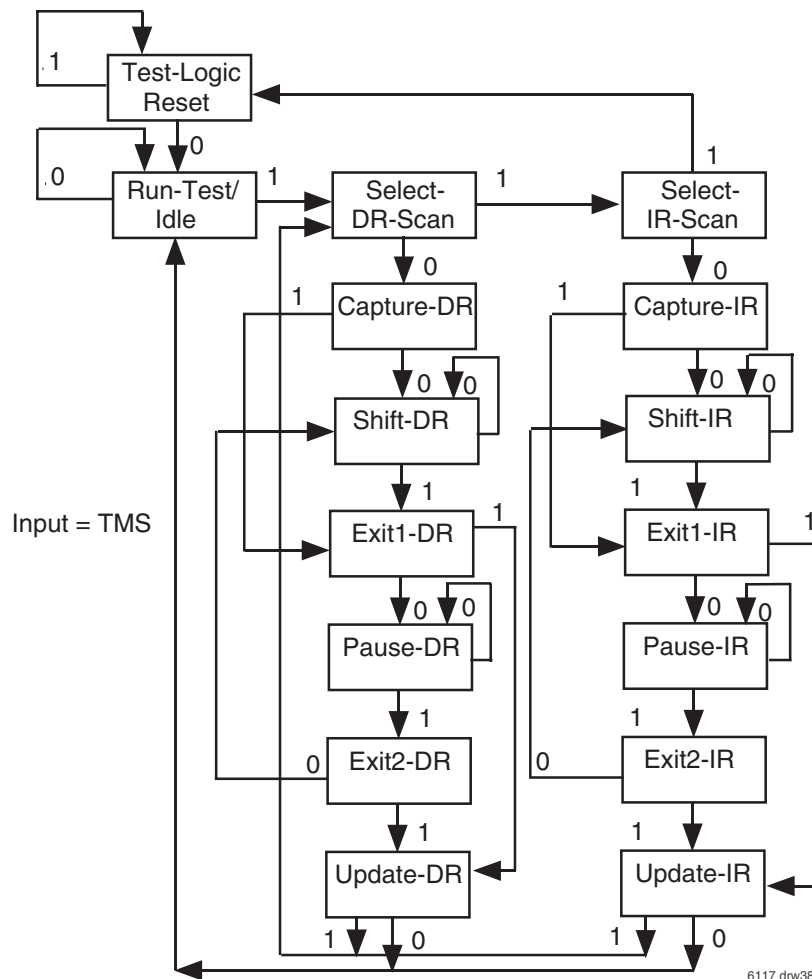 .1
Test-Logic
Reset
0
1
.0
Run-Test/
Idle
1
Select-
DR-Scan
1
Select-
IR-Scan
0
0
1
Capture-DR
1
Capture-IR
0
0
0
0
Shift-DR
Shift-IR
1
1
Input = TMS
Exit1-DR
1
Exit1-IR
1
0
0
0
0
Pause-DR
Pause-IR
1
1
0
Exit2-DR
0
Exit2-IR
1
1
Update-DR
Update-IR
1
0
1
0